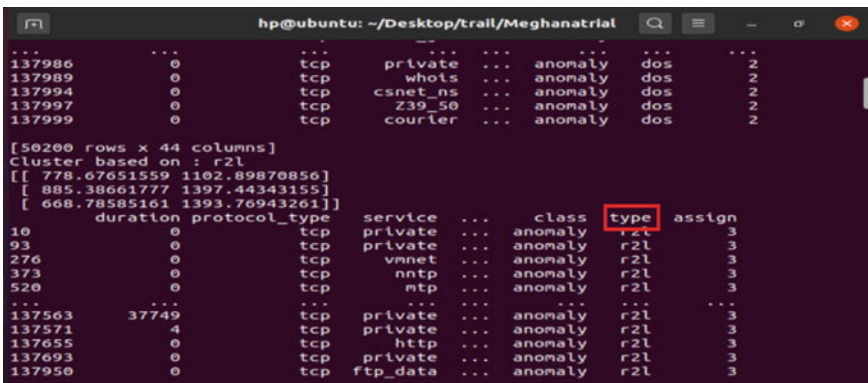 hp@ubuntu: ~/Desktop/trail/Meghanatrial
... ... ... ... ... ... ... ...
137986 0 tcp private ... anomaly dos 2
137989 0 tcp whois ... anomaly dos 2
137994 0 tcp csnet_ns ... anomaly dos 2
137997 0 tcp Z39_50 ... anomaly dos 2
137999 0 tcp courier ... anomaly dos 2
[50200 rows x 44 columns]
Cluster based on : r2l
[[ 778.67651559 1102.89870856]
[ 885.38661777 1397.44343155]
[ 668.78585161 1393.76943261]]
duration protocol_type service ... class type assign
10 0 tcp private ... anomaly r2l 3
93 0 tcp private ... anomaly r2l 3
276 0 tcp vmnet ... anomaly r2l 3
373 0 tcp nntp ... anomaly r2l 3
520 0 tcp mtp ... anomaly r2l 3
... ... ... ... ... ... ... ...
137563 37749 tcp private ... anomaly r2l 3
137571 4 tcp private ... anomaly r2l 3
137655 0 tcp http ... anomaly r2l 3
137693 0 tcp private ... anomaly r2l 3
137950 0 tcp ftp_data ... anomaly r2l 3